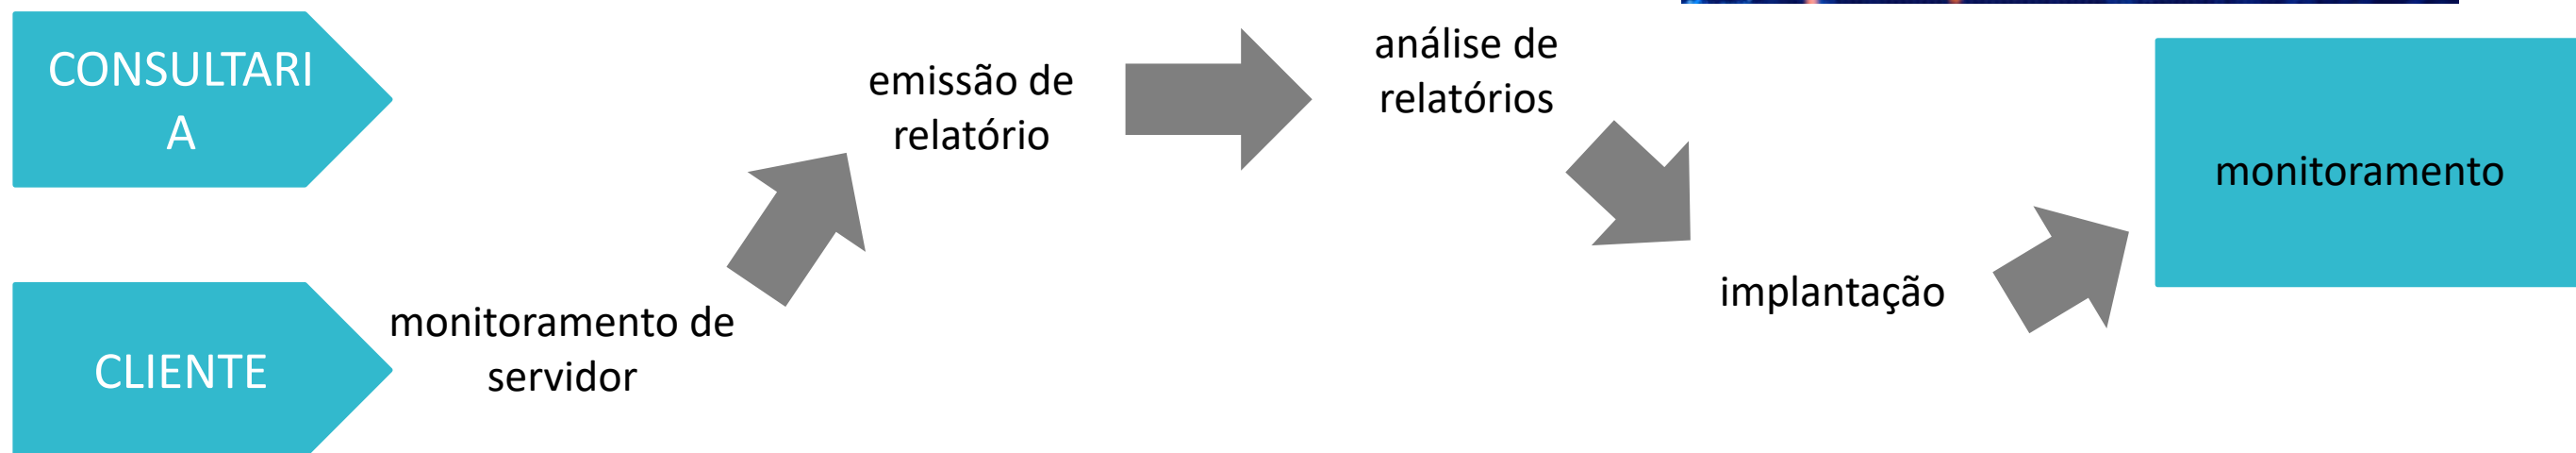 CONSULTARI
A
emissão de
relatório
análise de
relatórios
monitoramento
CLIENTE
monitoramento de
servidor
implantação